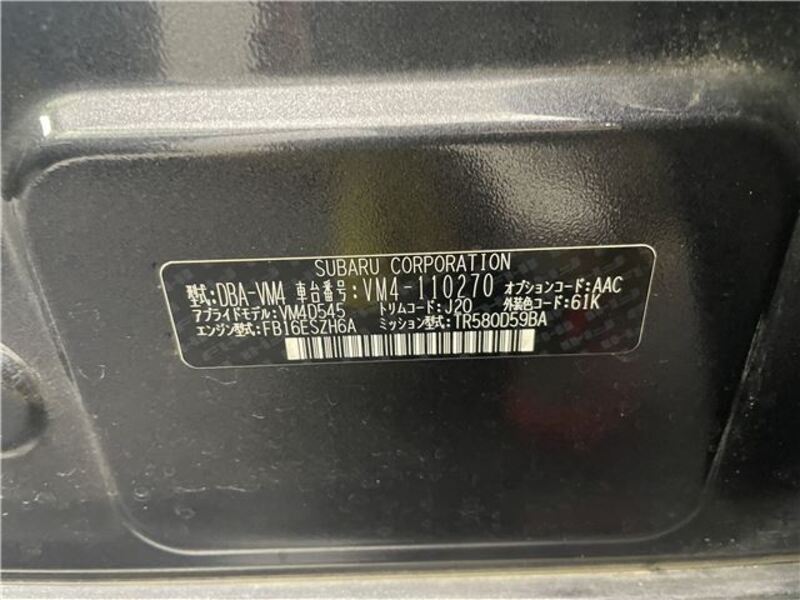 SUBARU CORPORATION
型式:DBA-VM4 車台番号:VM4-110270 オプションコード:AAC
アプライドモデル:VM4D545 トリムコード:J20 外装色コード:61K
エンジン型式:FB16ESZH6A ミッション型式:TR580D59BA